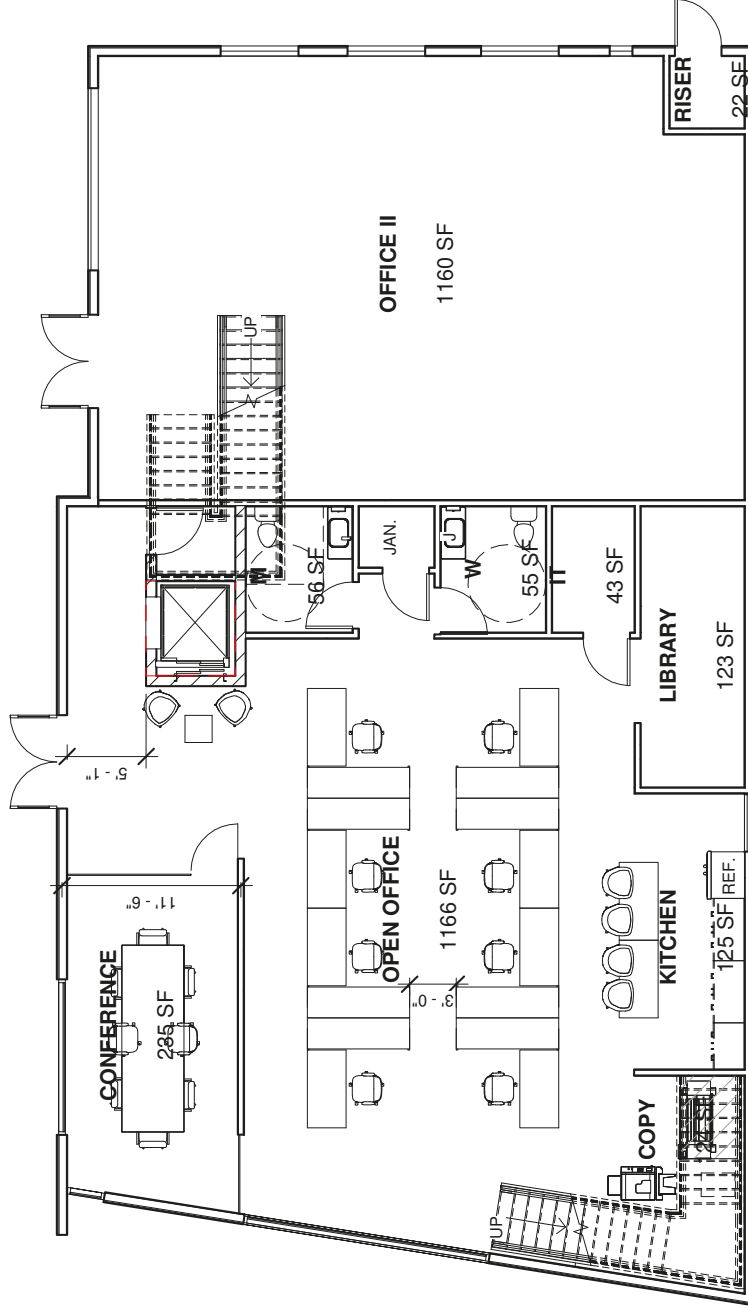 RISER
22 SF
OFFICE II
1160 SF
UP
M
56 SF
JAN.
J
W
55 SF
IT
43 SF
LIBRARY
123 SF
5' - 1"
11' - 6"
CONFERENCE
235 SF
OPEN OFFICE
1166 SF
3' - 0"
KITCHEN
125 SF
REF.
COPY
UP